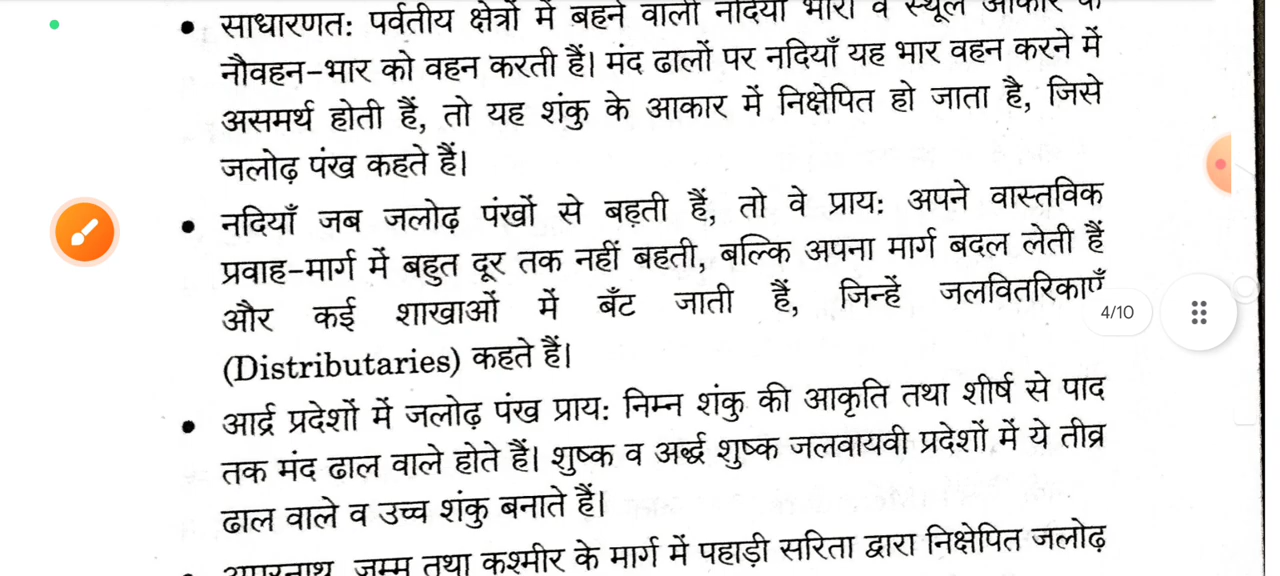 साधारणत: पर्वतीय क्षेत्रों में बहने वाली नदियाँ भारी व स्थूल आकार के
नौवहन-भार को वहन करती हैं। मंद ढालों पर नदियाँ यह भार वहन करने में
असमर्थ होती हैं, तो यह शंकु के आकार में निक्षेपित हो जाता है, जिसे
जलोढ़ पंख कहते हैं।
नदियाँ जब जलोढ़ पंखों से बहती हैं, तो वे प्राय: अपने वास्तविक
प्रवाह-मार्ग में बहुत दूर तक नहीं बहती, बल्कि अपना मार्ग बदल लेती हैं
और कई शाखाओं में बँट जाती हैं, जिन्हें जलवितरिकाएँ
4/10
(Distributaries) कहते हैं।
आर्द्र प्रदेशों में जलोढ़ पंख प्राय: निम्न शंकु की आकृति तथा शीर्ष से पाद
तक मंद ढाल वाले होते हैं। शुष्क व अर्द्ध शुष्क जलवायवी प्रदेशों में ये तीव्र
ढाल वाले व उच्च शंकु बनाते हैं।
अमरनाथ, जम्मू तथा कश्मीर के मार्ग में पहाड़ी सरिता द्वारा निक्षेपित जलोढ़